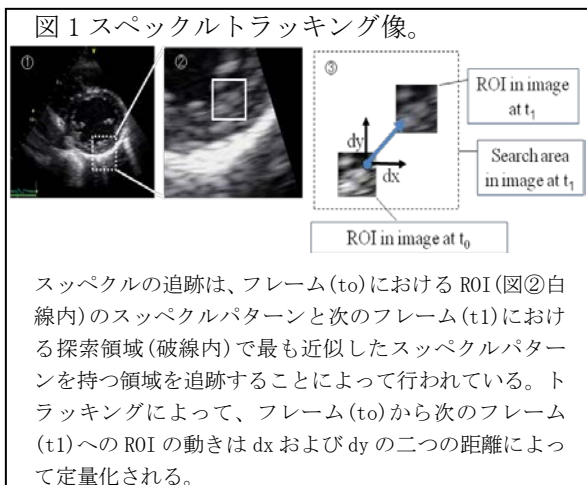 図1 スペックルトラッキング像。
①
②
③
ROI in image
at t₁
dy
dx
Search area
in image at t₁
ROI in image at t₀
スッペクルの追跡は、フレーム(to)における ROI(図②白
線内)のスッペクルパターンと次のフレーム(t1)におけ
る探索領域(破線内)で最も近似したスッペクルパター
ンを持つ領域を追跡することによって行われている。ト
ラッキングによって、フレーム(to)から次のフレーム
(t1)への ROI の動きは dx および dy の二つの距離によっ
て定量化される。